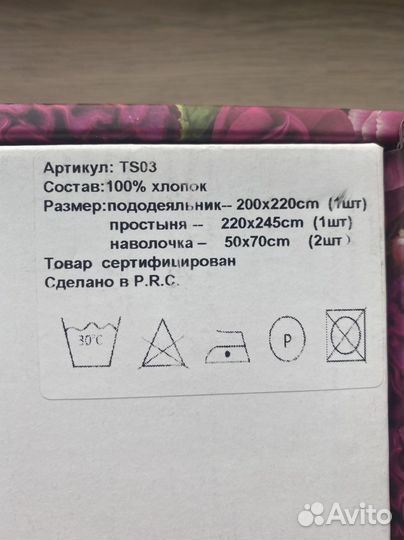 Артикул: TS03
Состав:100% хлопок
Размер:пододеяльник-- 200x220cm (1шт)
простыня -- 220x245cm (1шт)
наволочка – 50x70cm (2шт)
Товар сертифицирован
Сделано в P.R.C.
30°C P
Avito